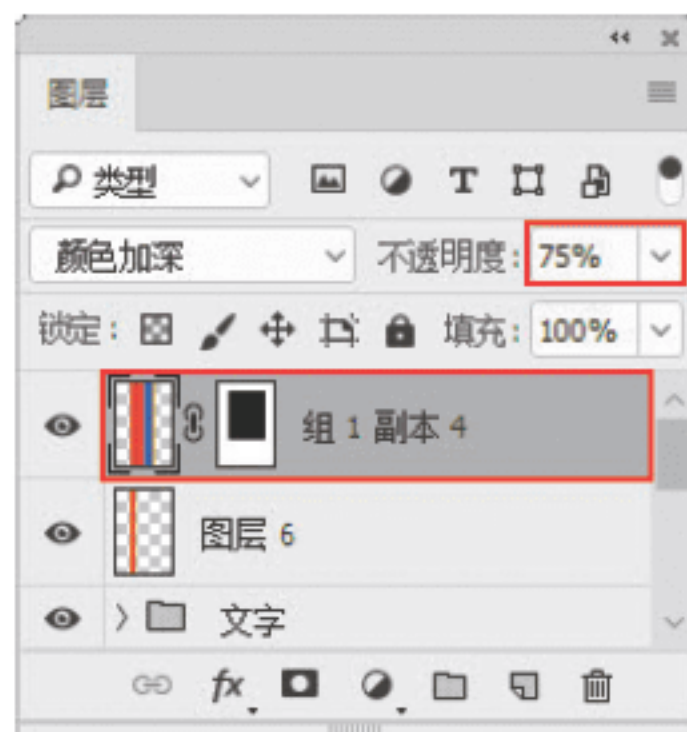 图层
类型
颜色加深 不透明度: 75%
锁定: 填充: 100%
组 1 副本 4
图层 6
文字
fx